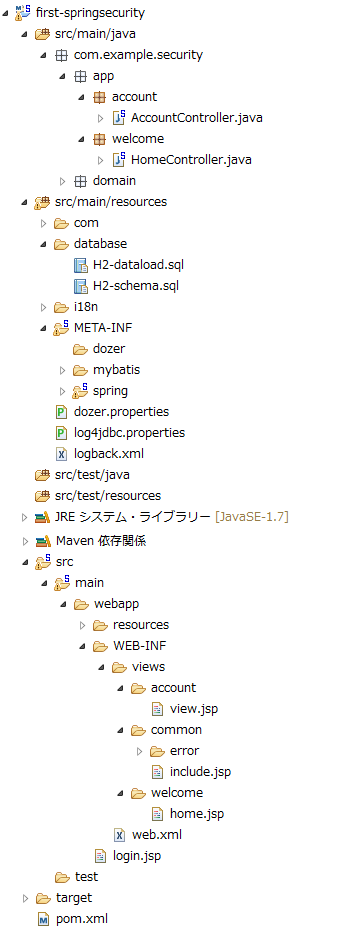 first-springsecurity
src/main/java
com.example.security
app
account
AccountController.java
welcome
HomeController.java
domain
src/main/resources
com
database
H2-dataload.sql
H2-schema.sql
i18n
META-INF
dozer
mybatis
spring
dozer.properties
log4jdbc.properties
logback.xml
src/test/java
src/test/resources
JRE システム・ライブラリー [JavaSE-1.7]
Maven 依存関係
src
main
webapp
resources
WEB-INF
views
account
view.jsp
common
error
include.jsp
welcome
home.jsp
web.xml
login.jsp
test
target
pom.xml